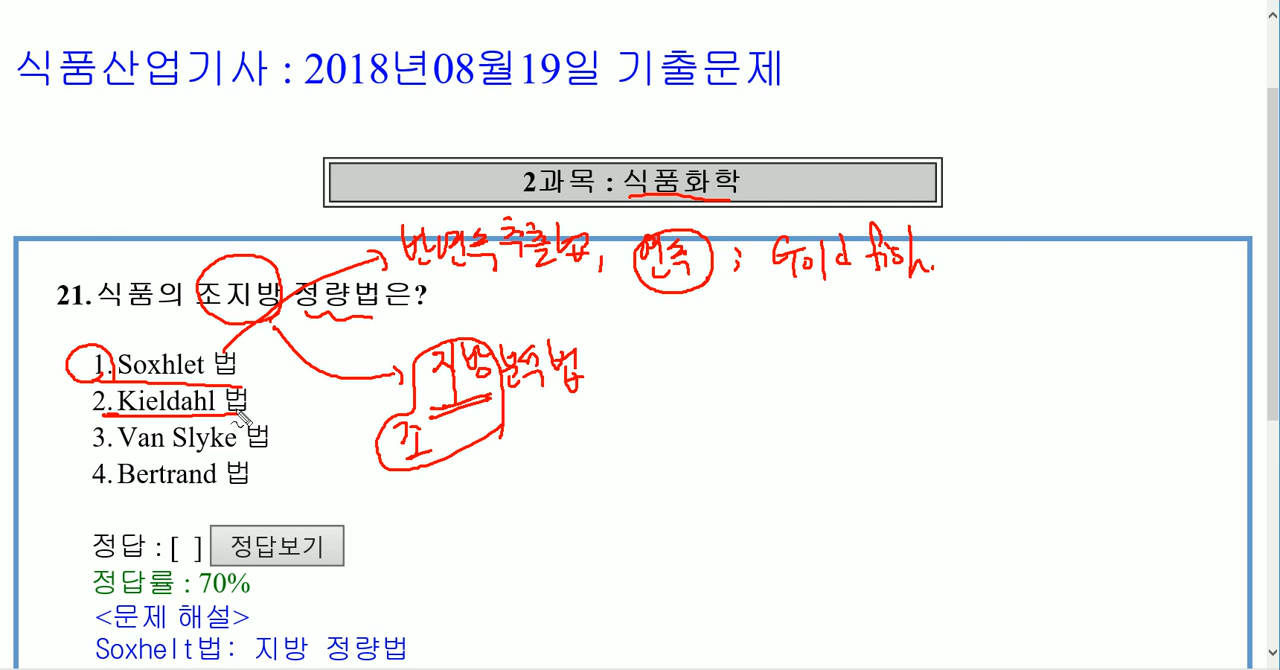 식품산업기사 : 2018년08월19일 기출문제
2과목 : 식품화학
반연속 추출법, 연속 ; Gold fish.
21. 식품의 조지방 정량법은?
1. Soxhlet 법
지방분석법
2. Kieldahl 법
조
3. Van Slyke 법
4. Bertrand 법
정답 : [ ] 정답보기
정답률 : 70%
<문제 해설>
Soxhelt법: 지방 정량법